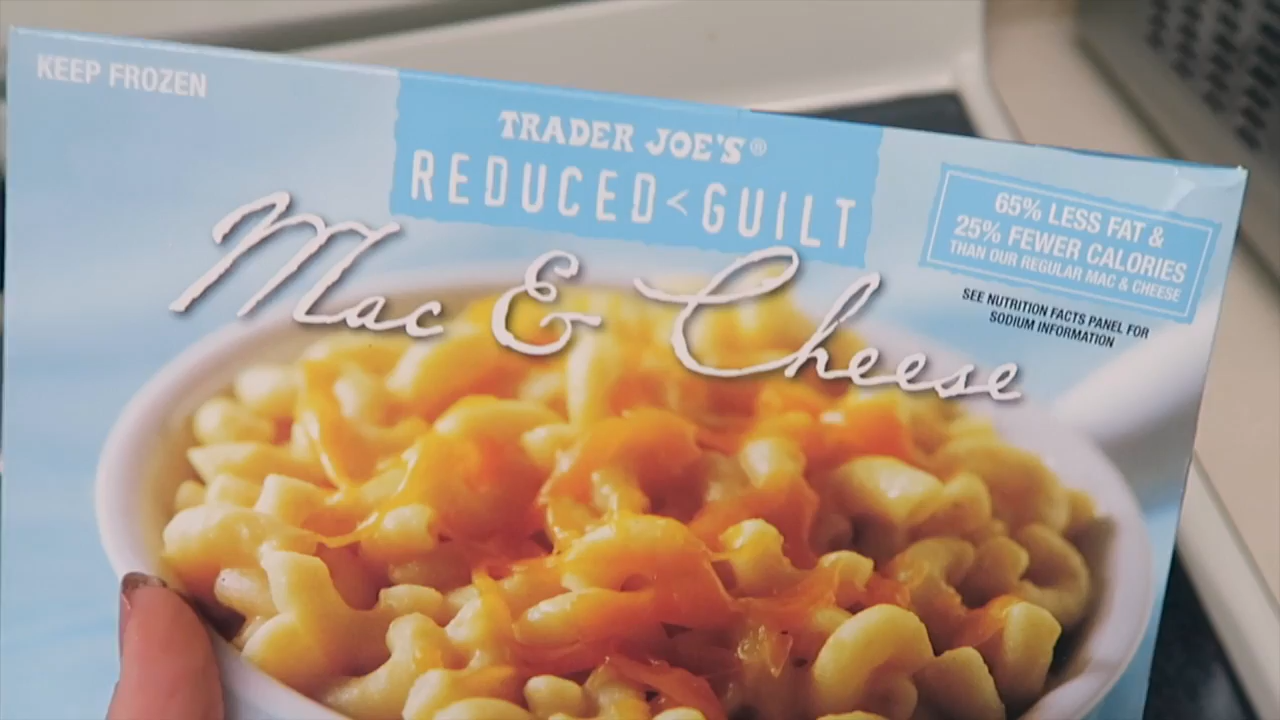 KEEP FROZEN
TRADER JOE'S®
REDUCED<GUILT
Mac & Cheese
65% LESS FAT &
25% FEWER CALORIES
THAN OUR REGULAR MAC & CHEESE
SEE NUTRITION FACTS PANEL FOR
SODIUM INFORMATION